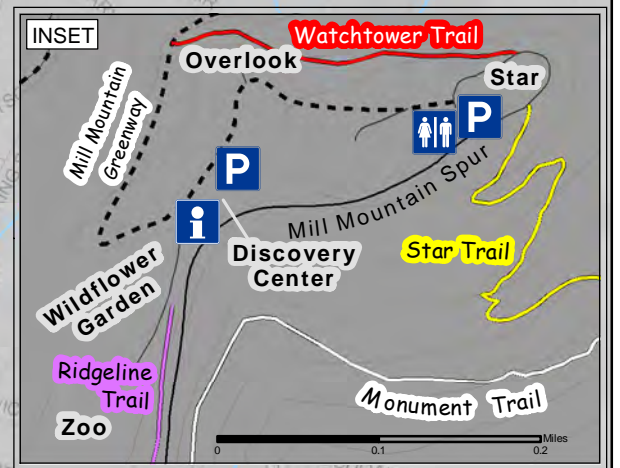 INSET
Watchtower Trail
Overlook
Star
Mill Mountain
Greenway
P
P
Mill Mountain Spur
i
Discovery
Center
Star Trail
Wildflower
Garden
Ridgeline
Trail
Monument Trail
Zoo
Miles
0
0.1
0.2